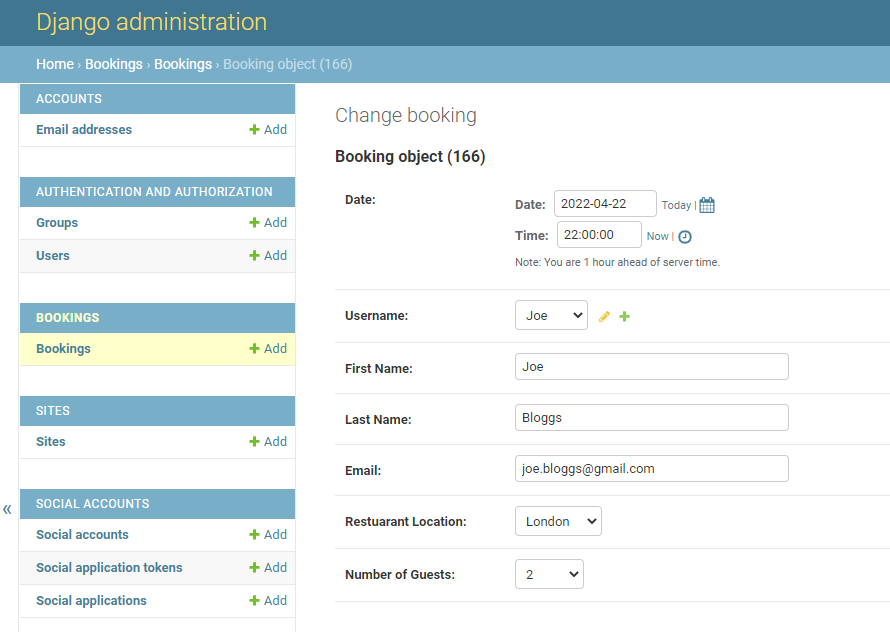 Django administration
Home › Bookings › Bookings › Booking object (166)
ACCOUNTS
Email addresses Add
AUTHENTICATION AND AUTHORIZATION
Groups Add
Users Add
BOOKINGS
Bookings Add
SITES
Sites Add
SOCIAL ACCOUNTS
Social accounts Add
Social application tokens Add
Social applications Add
«
Change booking
Booking object (166)
Date: Date: 2022-04-22 Today |
Time: 22:00:00 Now |
Note: You are 1 hour ahead of server time.
Username: Joe
First Name: Joe
Last Name: Bloggs
Email: joe.bloggs@gmail.com
Restuarant Location: London
Number of Guests: 2